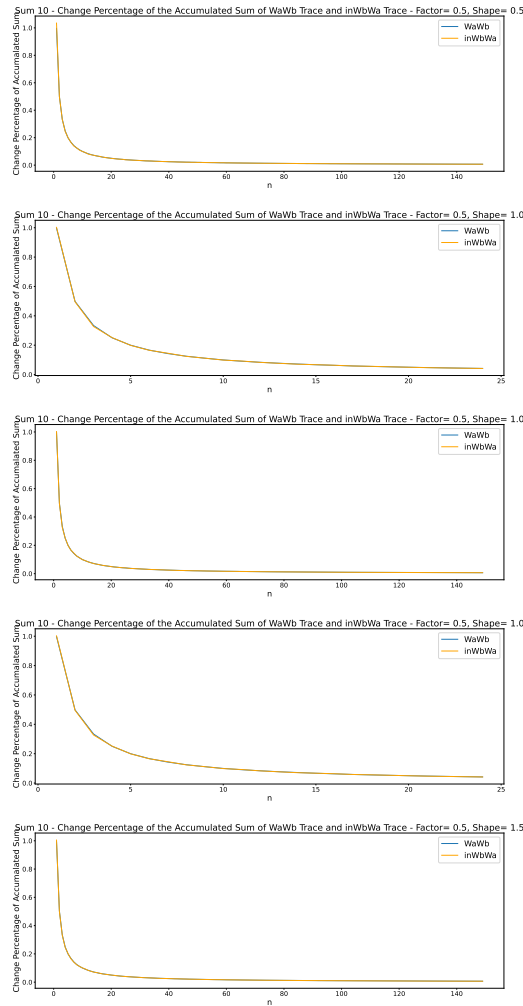 Sum 10 - Change Percentage of the Accumulated Sum of WaWb Trace and inWbWa Trace - Factor= 0.5, Shape= 0.5
Change Percentage of Accumalated Sum
1.0
0.8
0.6
0.4
0.2
0.0
WaWb
inWbWa
0 20 40 60 80 100 120 140
n
Sum 10 - Change Percentage of the Accumulated Sum of WaWb Trace and inWbWa Trace - Factor= 0.5, Shape= 1.0
Change Percentage of Accumalated Sum
1.0
0.8
0.6
0.4
0.2
0.0
WaWb
inWbWa
0 5 10 15 20 25
n
Sum 10 - Change Percentage of the Accumulated Sum of WaWb Trace and inWbWa Trace - Factor= 0.5, Shape= 1.0
Change Percentage of Accumalated Sum
1.0
0.8
0.6
0.4
0.2
0.0
WaWb
inWbWa
0 20 40 60 80 100 120 140
n
Sum 10 - Change Percentage of the Accumulated Sum of WaWb Trace and inWbWa Trace - Factor= 0.5, Shape= 1.0
Change Percentage of Accumalated Sum
1.0
0.8
0.6
0.4
0.2
0.0
WaWb
inWbWa
0 5 10 15 20 25
n
Sum 10 - Change Percentage of the Accumulated Sum of WaWb Trace and inWbWa Trace - Factor= 0.5, Shape= 1.5
Change Percentage of Accumalated Sum
1.0
0.8
0.6
0.4
0.2
0.0
WaWb
inWbWa
0 20 40 60 80 100 120 140
n